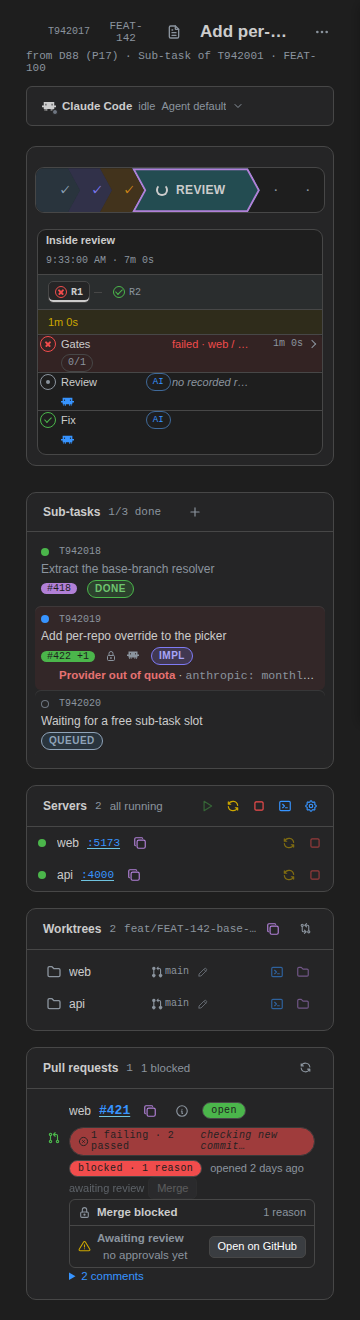 T942017 FEAT-142 Add per-…
from D88 (P17) · Sub-task of T942001 · FEAT-100
Claude Code idle Agent default
REVIEW
Inside review
9:33:00 AM · 7m 0s
R1 R2
1m 0s
Gates failed · web / … 1m 0s
0/1
Review AI no recorded r…
Fix AI
Sub-tasks 1/3 done
T942018
Extract the base-branch resolver
#418 DONE
T942019
Add per-repo override to the picker
#422 +1 IMPL
Provider out of quota · anthropic: monthl…
T942020
Waiting for a free sub-task slot
QUEUED
Servers 2 all running
web :5173
api :4000
Worktrees 2 feat/FEAT-142-base-…
web main
api main
Pull requests 1 1 blocked
web #421 open
1 failing · 2 passed checking new commit…
blocked · 1 reason opened 2 days ago
awaiting review Merge
Merge blocked 1 reason
Awaiting review
no approvals yet
Open on GitHub
2 comments